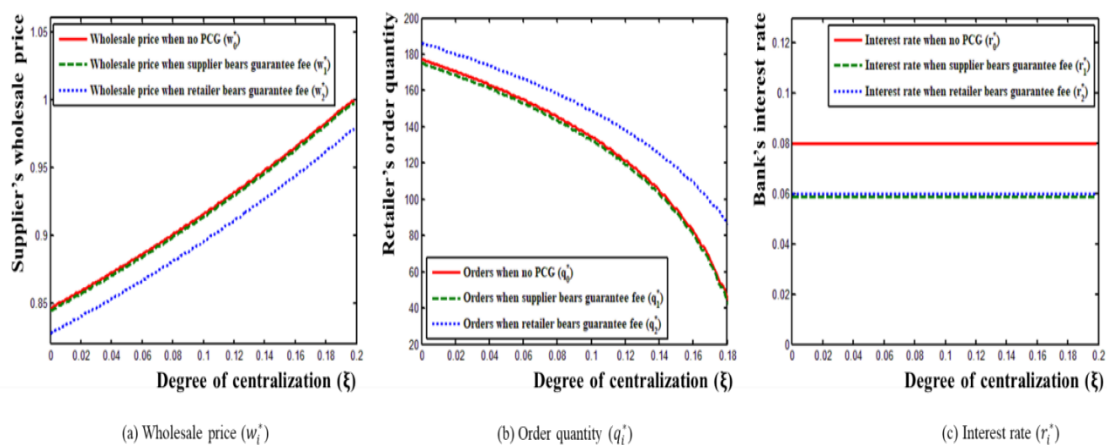 Supplier's wholesale price
1.05
1
0.95
0.9
0.85
Wholesale price when no PCG (w₀*)
Wholesale price when supplier bears guarantee fee (w₁*)
Wholesale price when retailer bears guarantee fee (w₂*)
0 0.02 0.04 0.06 0.08 0.1 0.12 0.14 0.16 0.18 0.2
Degree of centralization (ξ)
(a) Wholesale price (wᵢ*)
Retailer's order quantity
200
180
160
140
120
100
80
60
40
20
Orders when no PCG (q₀*)
Orders when supplier bears guarantee fee (q₁*)
Orders when retailer bears guarantee fee (q₂*)
0 0.02 0.04 0.06 0.08 0.1 0.12 0.14 0.16 0.18
Degree of centralization (ξ)
(b) Order quantity (qᵢ*)
Bank's interest rate
0.12
0.1
0.08
0.06
0.04
0.02
0
Interest rate when no PCG (r₀*)
Interest rate when supplier bears guarantee fee (r₁*)
Interest rate when retailer bears guarantee fee (r₂*)
0 0.02 0.04 0.06 0.08 0.1 0.12 0.14 0.16 0.18 0.2
Degree of centralization (ξ)
(c) Interest rate (rᵢ*)